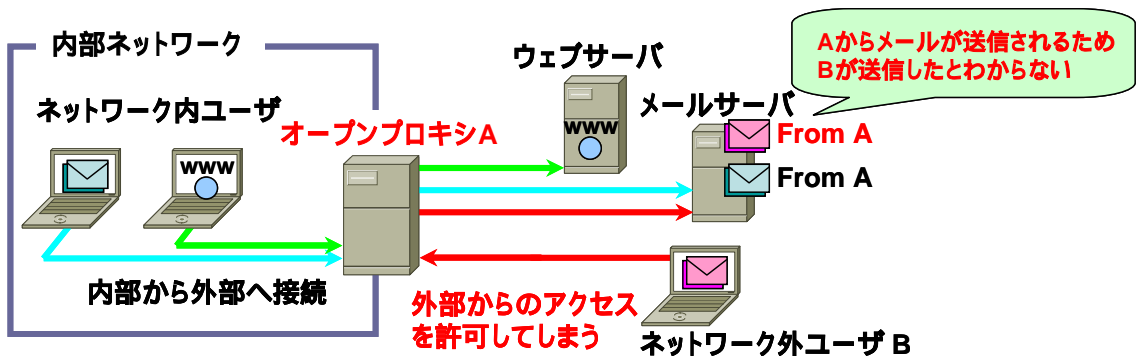 内部ネットワーク
ネットワーク内ユーザ
www
オープンプロキシA
内部から外部へ接続
ウェブサーバ
www
メールサーバ
Aからメールが送信されるため
Bが送信したとわからない
From A
From A
外部からのアクセス
を許可してしまう
ネットワーク外ユーザ B